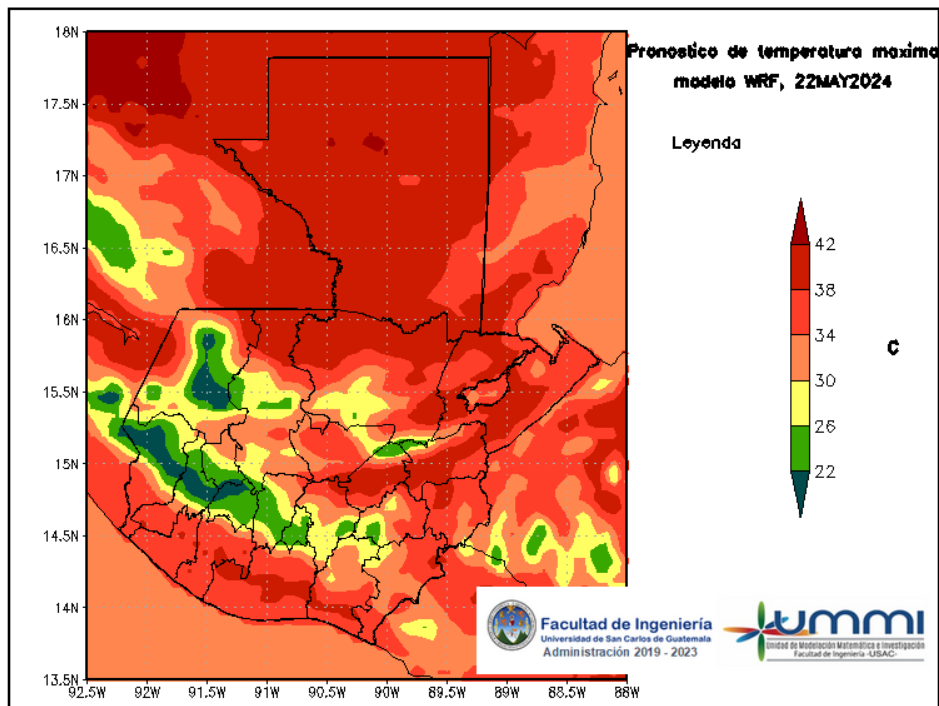 Pronostico de temperatura maxima
modelo WRF, 22MAY2024
Leyenda
42
38
34
30
26
22
C
18N
17.5N
17N
16.5N
16N
15.5N
15N
14.5N
14N
13.5N
92.5W
92W
91.5W
91W
90.5W
90W
89.5W
89W
88.5W
88W
Facultad de Ingeniería
Universidad de San Carlos de Guatemala
Administración 2019 - 2023
UMMI
Unidad de Modelación Matemática e Investigación
Facultad de Ingeniería -USAC-